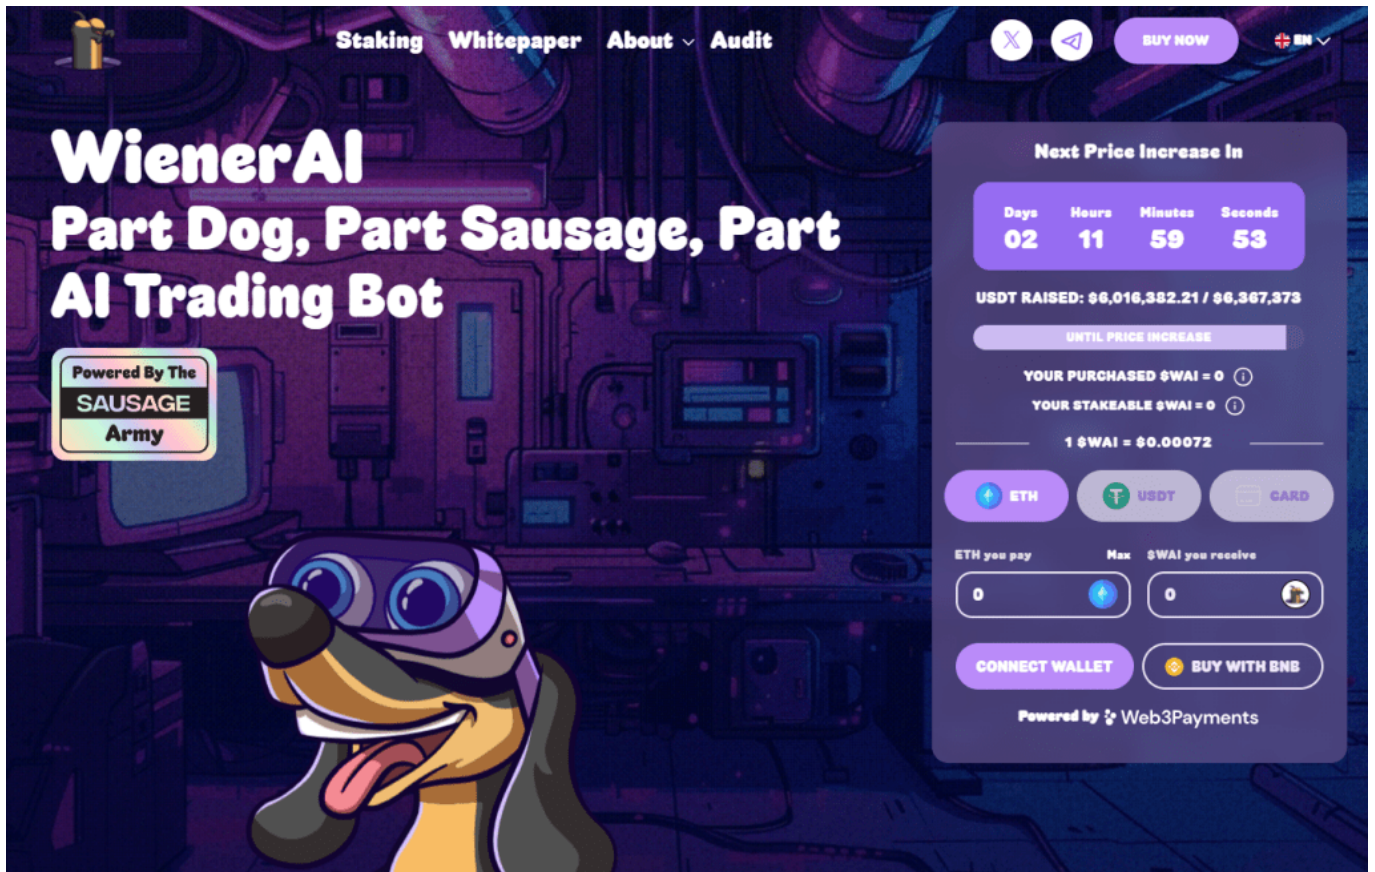 Staking Whitepaper About Audit
BUY NOW
EN
WienerAI
Part Dog, Part Sausage, Part
AI Trading Bot
Powered By The
SAUSAGE
Army
Next Price Increase In
Days Hours Minutes Seconds
02 11 59 53
USDT RAISED: $6,016,382.21 / $6,367,373
UNTIL PRICE INCREASE
YOUR PURCHASED $WAI = 0
YOUR STAKEABLE $WAI = 0
1 $WAI = $0.00072
ETH USDT CARD
ETH you pay Max $WAI you receive
0 0
CONNECT WALLET BUY WITH BNB
Powered by Web3Payments